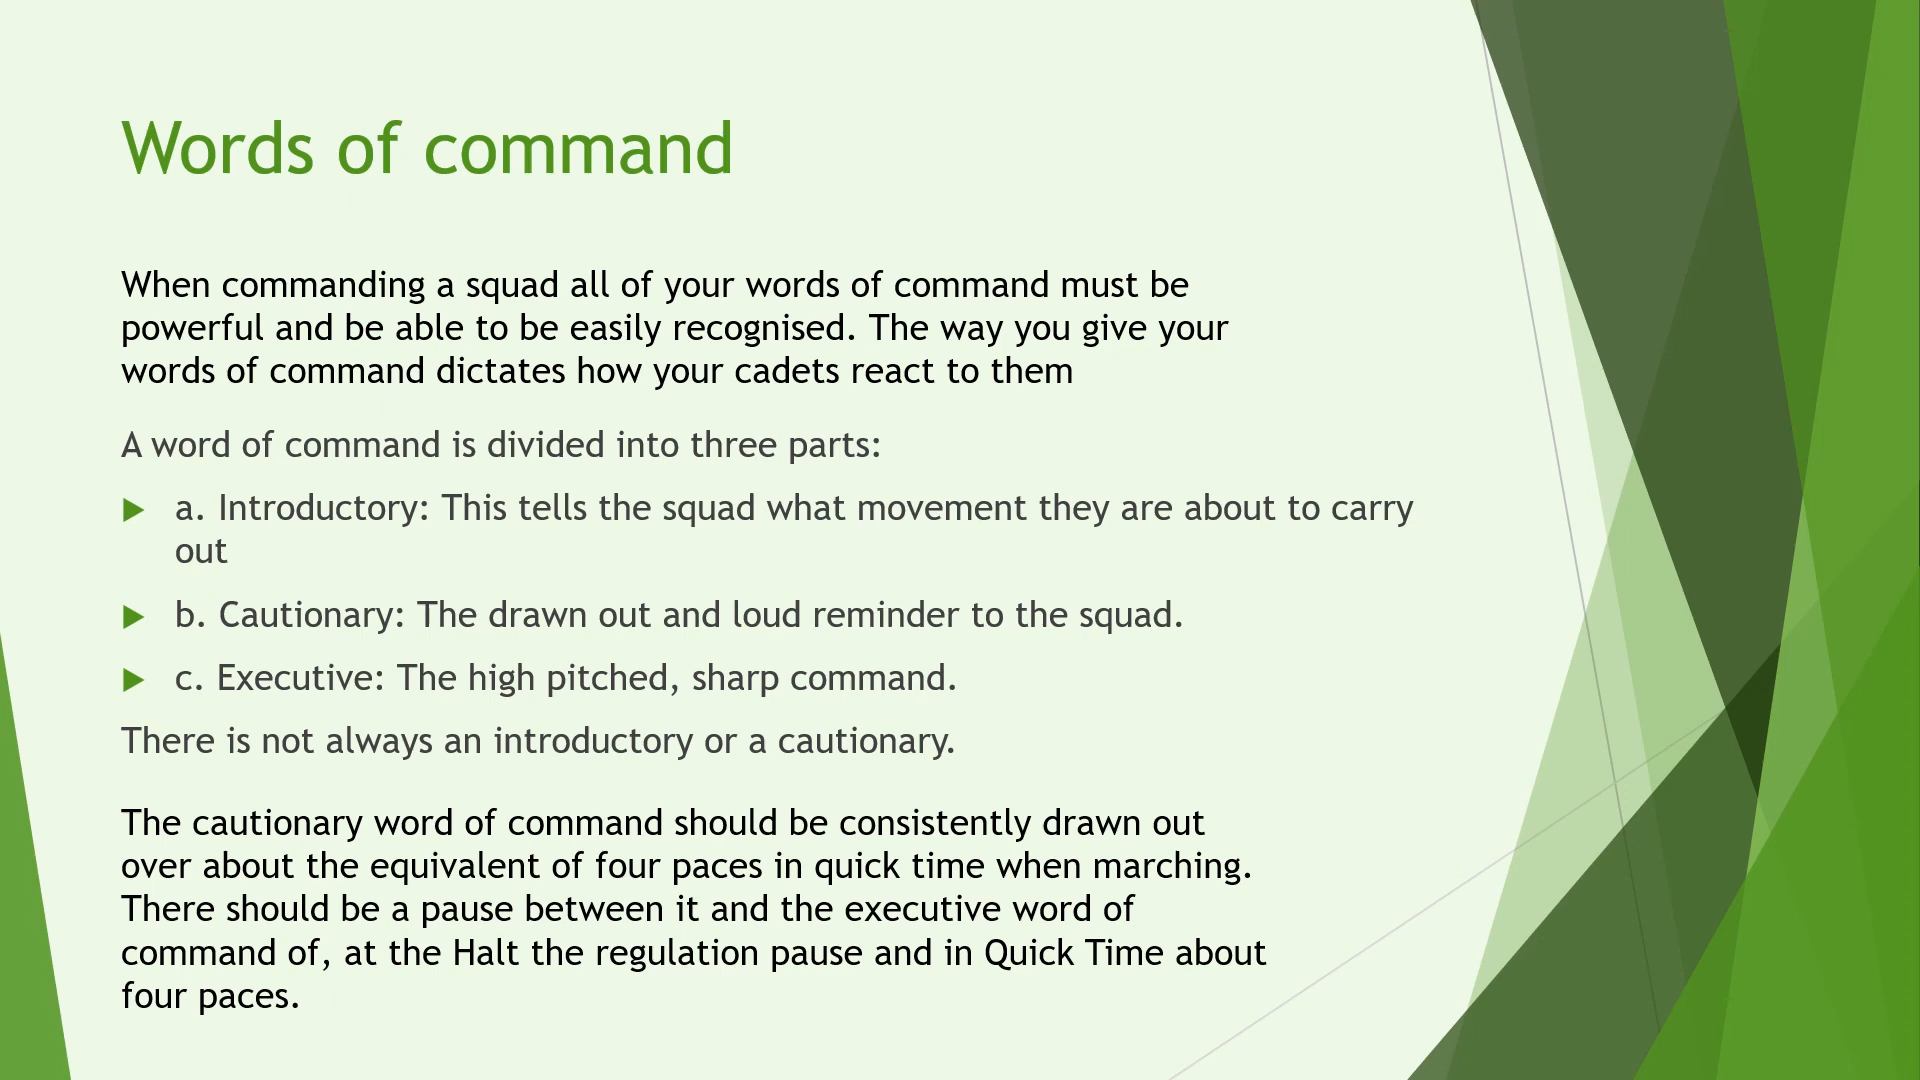 Words of command
When commanding a squad all of your words of command must be
powerful and be able to be easily recognised. The way you give your
words of command dictates how your cadets react to them
A word of command is divided into three parts:
a. Introductory: This tells the squad what movement they are about to carry
out
b. Cautionary: The drawn out and loud reminder to the squad.
c. Executive: The high pitched, sharp command.
There is not always an introductory or a cautionary.
The cautionary word of command should be consistently drawn out
over about the equivalent of four paces in quick time when marching.
There should be a pause between it and the executive word of
command of, at the Halt the regulation pause and in Quick Time about
four paces.